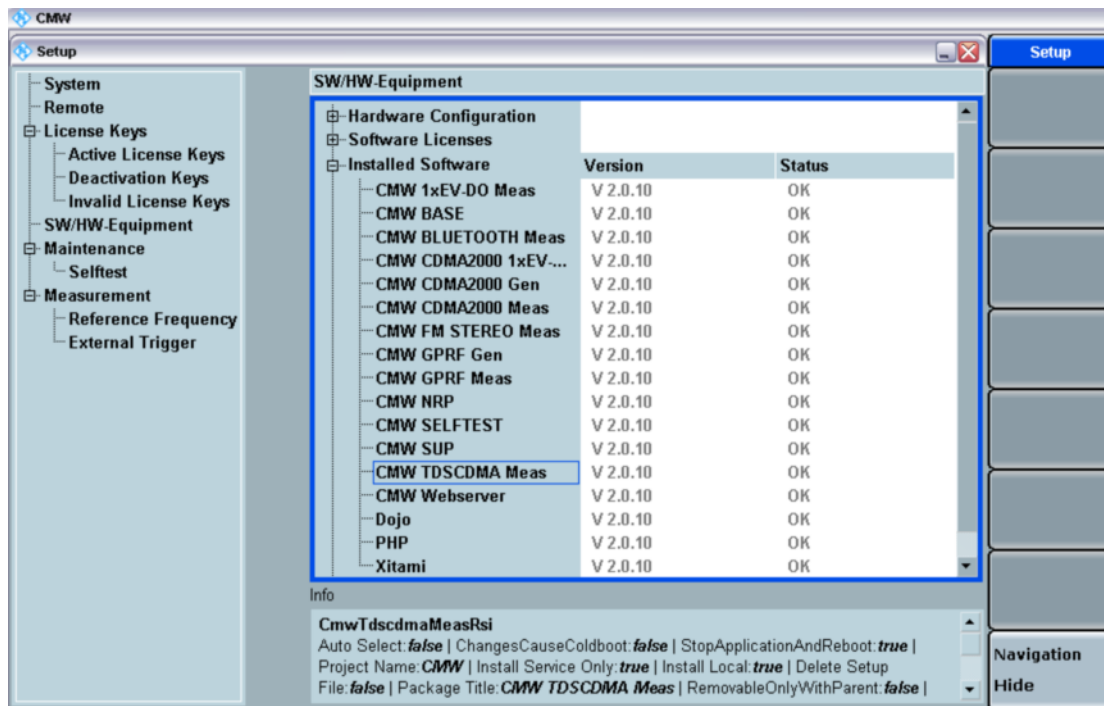 CMW
Setup
System
Remote
License Keys
Active License Keys
Deactivation Keys
Invalid License Keys
SW/HW-Equipment
Maintenance
Selftest
Measurement
Reference Frequency
External Trigger
SW/HW-Equipment
Hardware Configuration
Software Licenses
Installed Software Version Status
CMW 1xEV-DO Meas V 2.0.10 OK
CMW BASE V 2.0.10 OK
CMW BLUETOOTH Meas V 2.0.10 OK
CMW CDMA2000 1xEV-... V 2.0.10 OK
CMW CDMA2000 Gen V 2.0.10 OK
CMW CDMA2000 Meas V 2.0.10 OK
CMW FM STEREO Meas V 2.0.10 OK
CMW GPRF Gen V 2.0.10 OK
CMW GPRF Meas V 2.0.10 OK
CMW NRP V 2.0.10 OK
CMW SELFTEST V 2.0.10 OK
CMW SUP V 2.0.10 OK
CMW TDSCDMA Meas V 2.0.10 OK
CMW Webserver V 2.0.10 OK
Dojo V 2.0.10 OK
PHP V 2.0.10 OK
Xitami V 2.0.10 OK
Info
CmwTdscdmaMeasRsi
Auto Select:false | ChangesCauseColdboot:false | StopApplicationAndReboot:true |
Project Name:CMW | Install Service Only:true | Install Local:true | Delete Setup
File:false | Package Title:CMW TDSCDMA Meas | RemovableOnlyWithParent:false |
Setup
Navigation
Hide